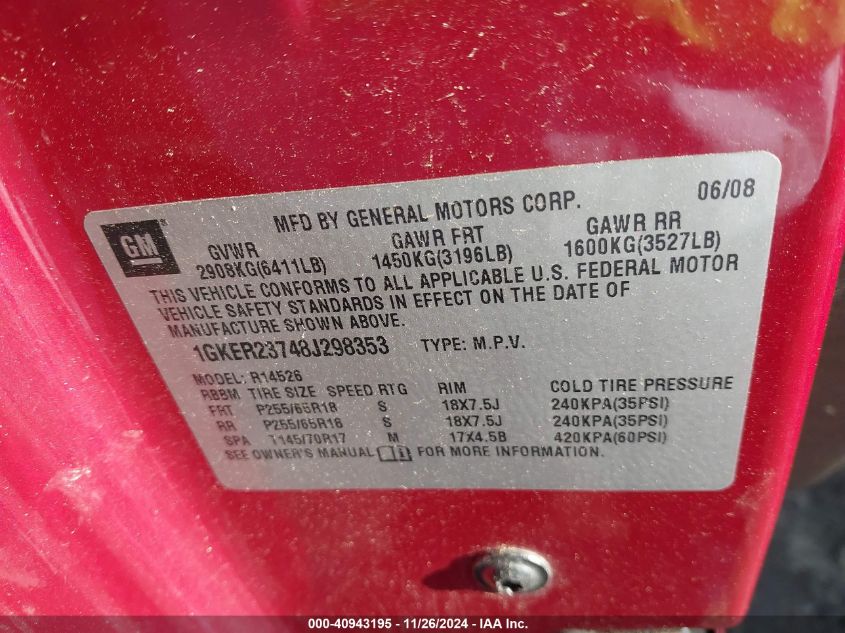 06/08
MFD BY GENERAL MOTORS CORP.
GM
GVWR GAWR FRT GAWR RR
2908KG(6411LB) 1450KG(3196LB) 1600KG(3527LB)
THIS VEHICLE CONFORMS TO ALL APPLICABLE U.S. FEDERAL MOTOR
VEHICLE SAFETY STANDARDS IN EFFECT ON THE DATE OF
MANUFACTURE SHOWN ABOVE.
1GKER23748J298353 TYPE: M.P.V.
MODEL: R14526
RBBM TIRE SIZE SPEED RTG RIM COLD TIRE PRESSURE
FRT P255/65R18 S 18X7.5J 240KPA(35PSI)
RR P255/65R18 S 18X7.5J 240KPA(35PSI)
SPA T145/70R17 M 17X4.5B 420KPA(60PSI)
SEE OWNER'S MANUAL FOR MORE INFORMATION.
000-40943195 - 11/26/2024 - IAA Inc.